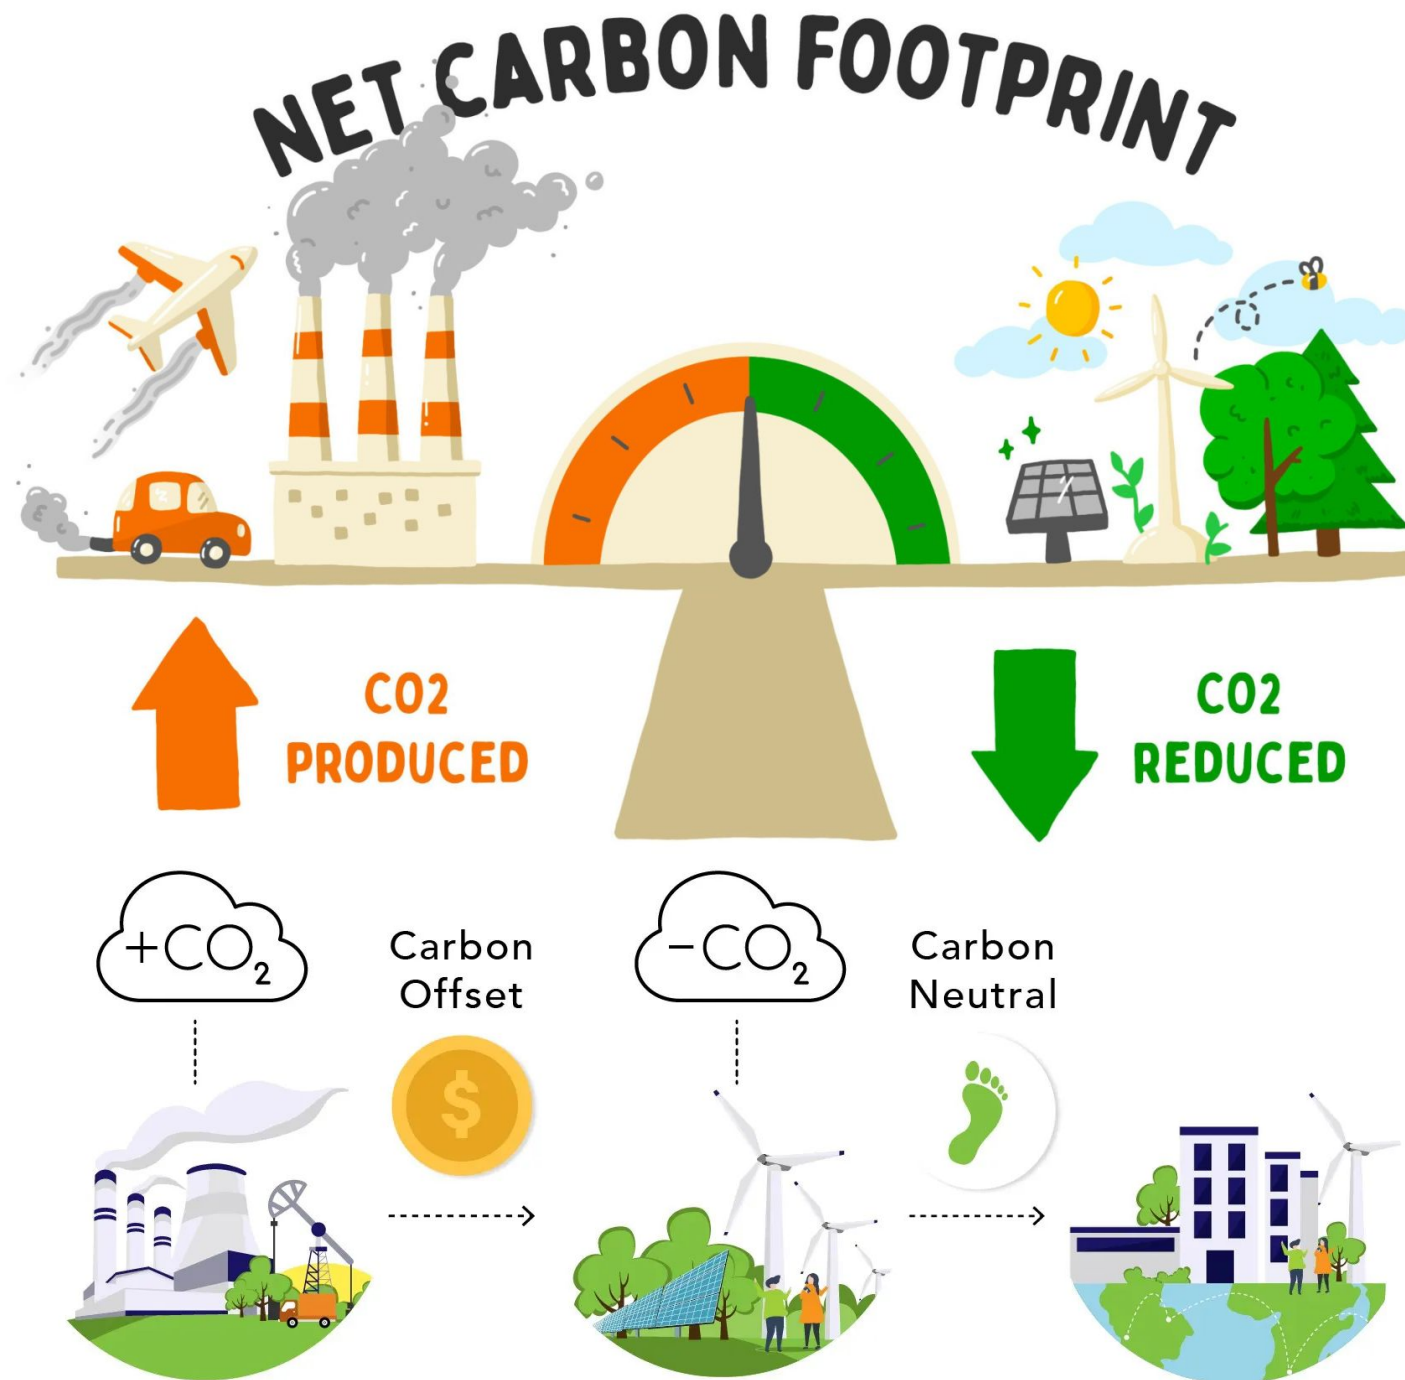 NET CARBON FOOTPRINT
CO2
PRODUCED
CO2
REDUCED
+CO₂
Carbon
Offset
-CO₂
Carbon
Neutral
$